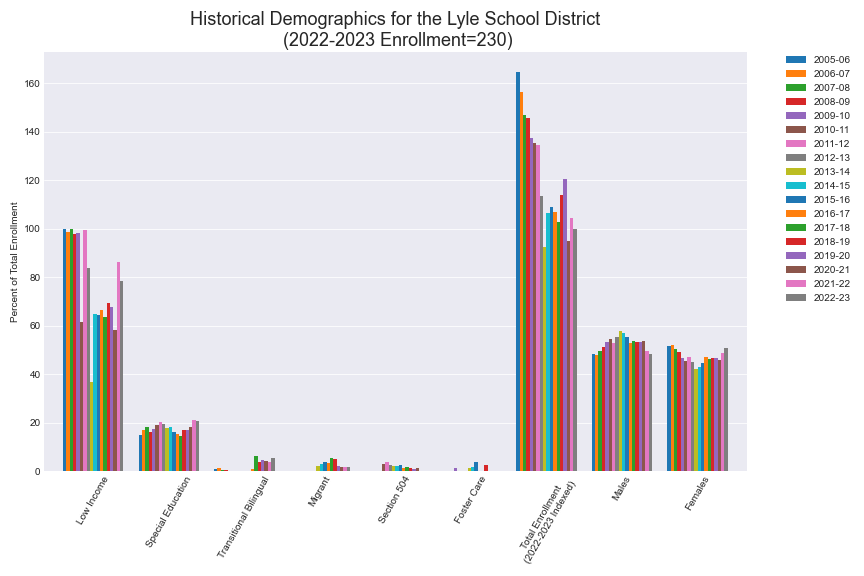 Historical Demographics for the Lyle School District
(2022-2023 Enrollment=230)
Percent of Total Enrollment
160
140
120
100
80
60
40
20
0
Low Income
Special Education
Transitional Bilingual
Migrant
Section 504
Foster Care
Total Enrollment
(2022-2023 Indexed)
Males
Females
2005-06
2006-07
2007-08
2008-09
2009-10
2010-11
2011-12
2012-13
2013-14
2014-15
2015-16
2016-17
2017-18
2018-19
2019-20
2020-21
2021-22
2022-23